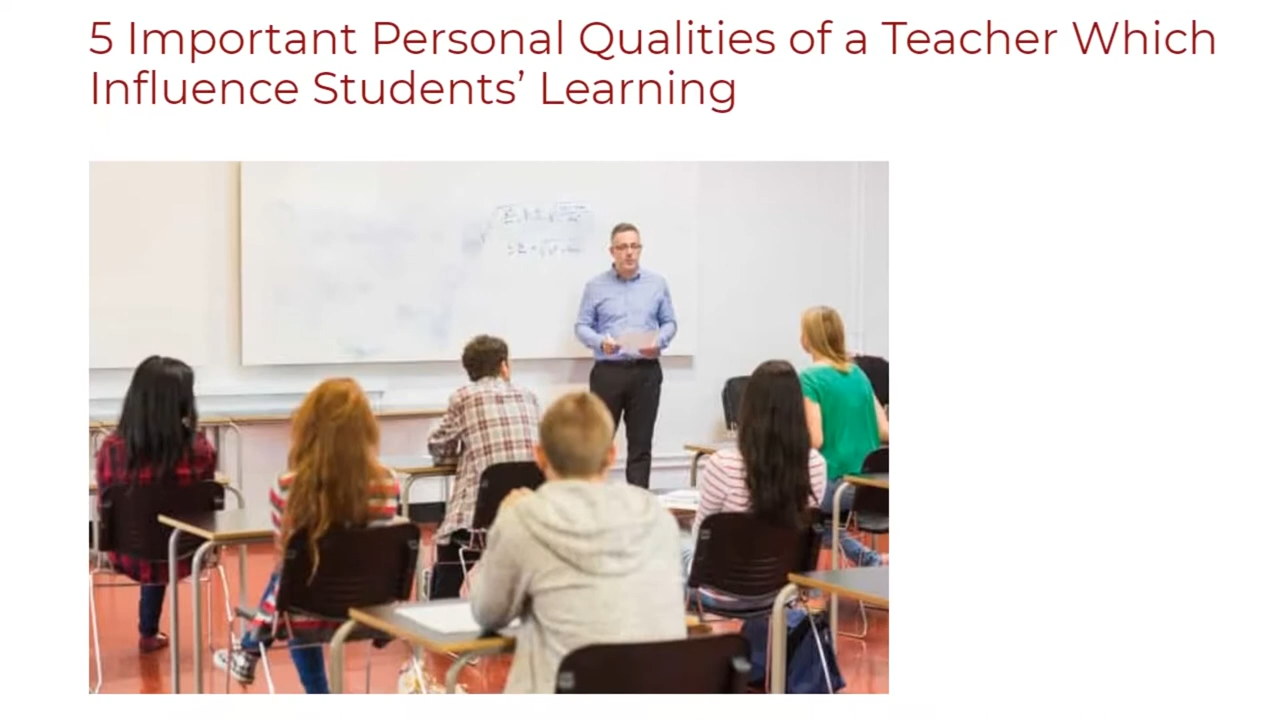 5 Important Personal Qualities of a Teacher Which
Influence Students’ Learning